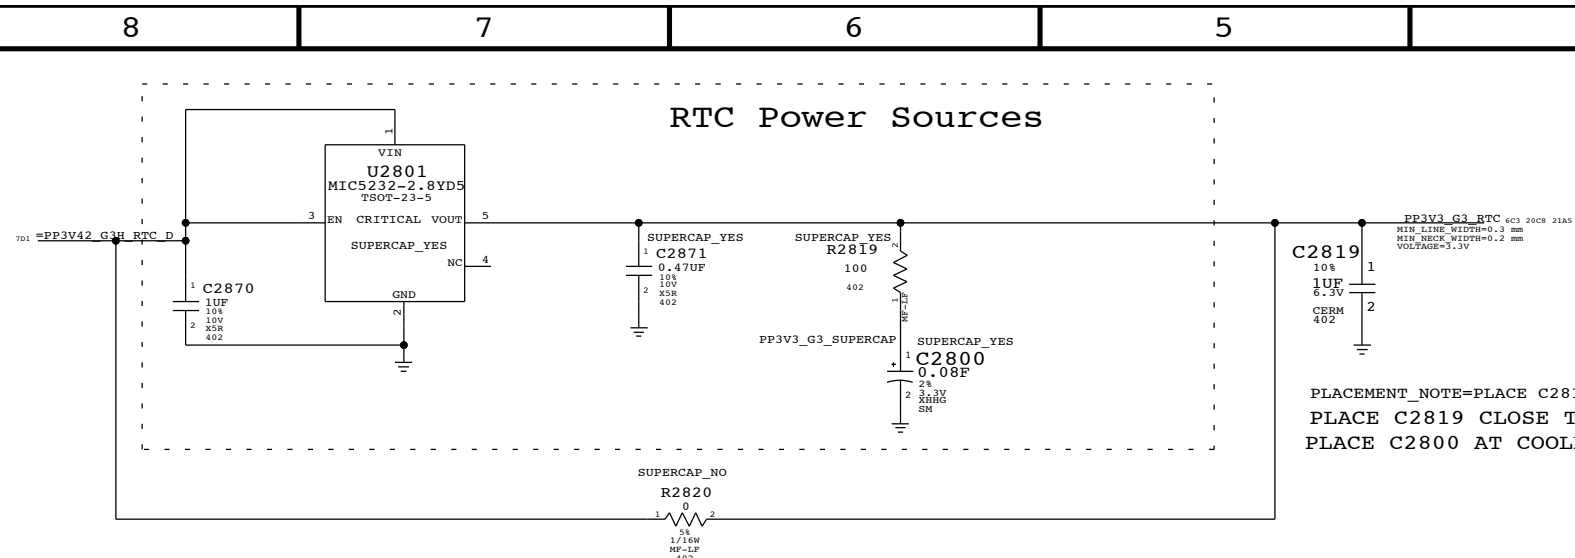 8
7
6
5
RTC Power Sources
1
VIN
U2801
MIC5232-2.8YD5
TSOT-23-5
3
EN CRITICAL VOUT
5
SUPERCAP_YES
NC
4
GND
2
7D1 =PP3V42_G3H_RTC_D
1
C2870
1UF
10%
10V
2
X5R
402
SUPERCAP_YES
1
C2871
0.47UF
10%
10V
2
X5R
402
SUPERCAP_YES
2
R2819
100
402
1
MF-LF
PP3V3_G3_SUPERCAP
SUPERCAP_YES
1
C2800
+
0.08F
2%
2
3.3V
XHHG
SM
PP3V3_G3_RTC 6C3 20C8 21A5
MIN_LINE_WIDTH=0.3 mm
MIN_NECK_WIDTH=0.2 mm
VOLTAGE=3.3V
C2819
10%
1
1UF
6.3V
2
CERM
402
PLACEMENT_NOTE=PLACE C281
PLACE C2819 CLOSE T
PLACE C2800 AT COOL
SUPERCAP_NO
R2820
0
1
2
5%
1/16W
MF-LF
402